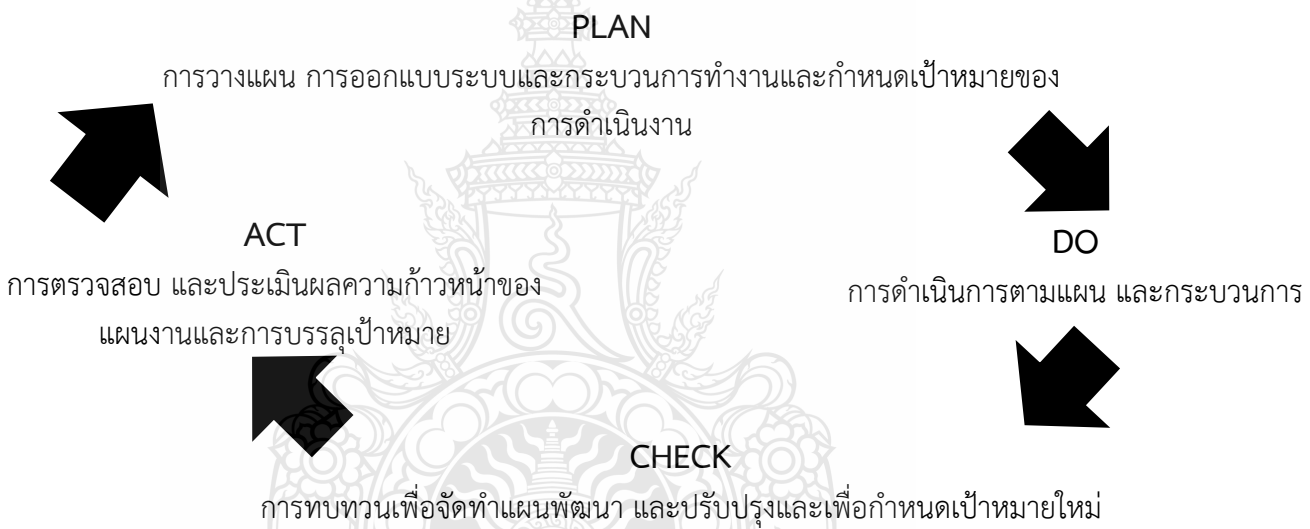 PLAN
การวางแผน การออกแบบระบบและกระบวนการทำงานและกำหนดเป้าหมายของ
การดำเนินงาน
ACT
การตรวจสอบ และประเมินผลความก้าวหน้าของ
แผนงานและการบรรลุเป้าหมาย
DO
การดำเนินการตามแผน และกระบวนการ
CHECK
การทบทวนเพื่อจัดทำแผนพัฒนา และปรับปรุงและเพื่อกำหนดเป้าหมายใหม่